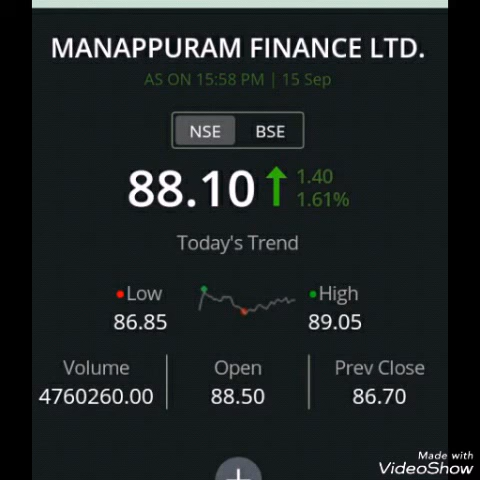 MANAPPURAM FINANCE LTD.
AS ON 15:58 PM | 15 Sep
NSE BSE
88.10 1.40
1.61%
Today's Trend
Low High
86.85 89.05
Volume Open Prev Close
4760260.00 88.50 86.70
Made with
VideoShow